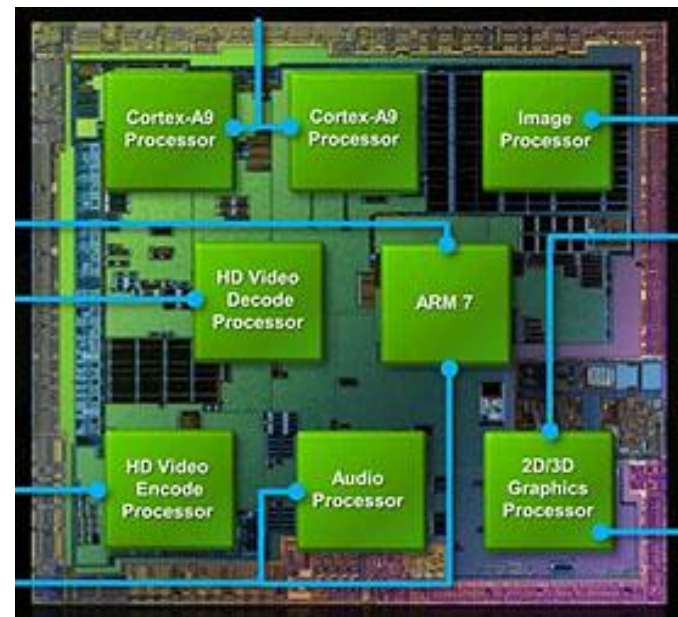 Cortex-A9
Processor
Cortex-A9
Processor
Image
Processor
HD Video
Decode
Processor
ARM 7
HD Video
Encode
Processor
Audio
Processor
2D/3D
Graphics
Processor